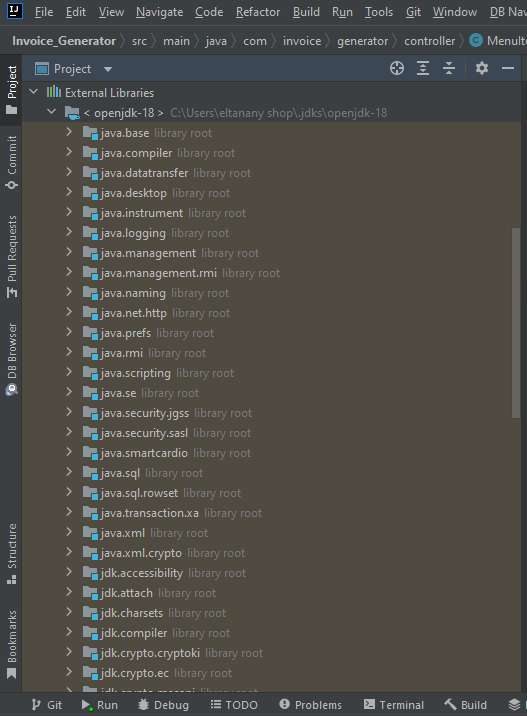 IJ File Edit View Navigate Code Refactor Build Run Tools Git Window DB Nav
Invoice_Generator src main java com invoice generator controller C MenuIt
Project
External Libraries
< openjdk-18 > C:\Users\eltanany shop\.jdks\openjdk-18
java.base library root
java.compiler library root
java.datatransfer library root
java.desktop library root
java.instrument library root
java.logging library root
java.management library root
java.management.rmi library root
java.naming library root
java.net.http library root
java.prefs library root
java.rmi library root
java.scripting library root
java.se library root
java.security.jgss library root
java.security.sasl library root
java.smartcardio library root
java.sql library root
java.sql.rowset library root
java.transaction.xa library root
java.xml library root
java.xml.crypto library root
jdk.accessibility library root
jdk.attach library root
jdk.charsets library root
jdk.compiler library root
jdk.crypto.cryptoki library root
jdk.crypto.ec library root
Project
Commit
Pull Requests
DB Browser
Structure
Bookmarks
Git Run Debug TODO Problems Terminal Build